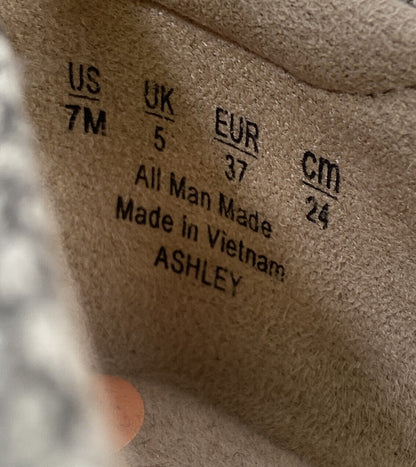 US UK EUR cm
7M 5 37 24
All Man Made
Made in Vietnam
ASHLEY